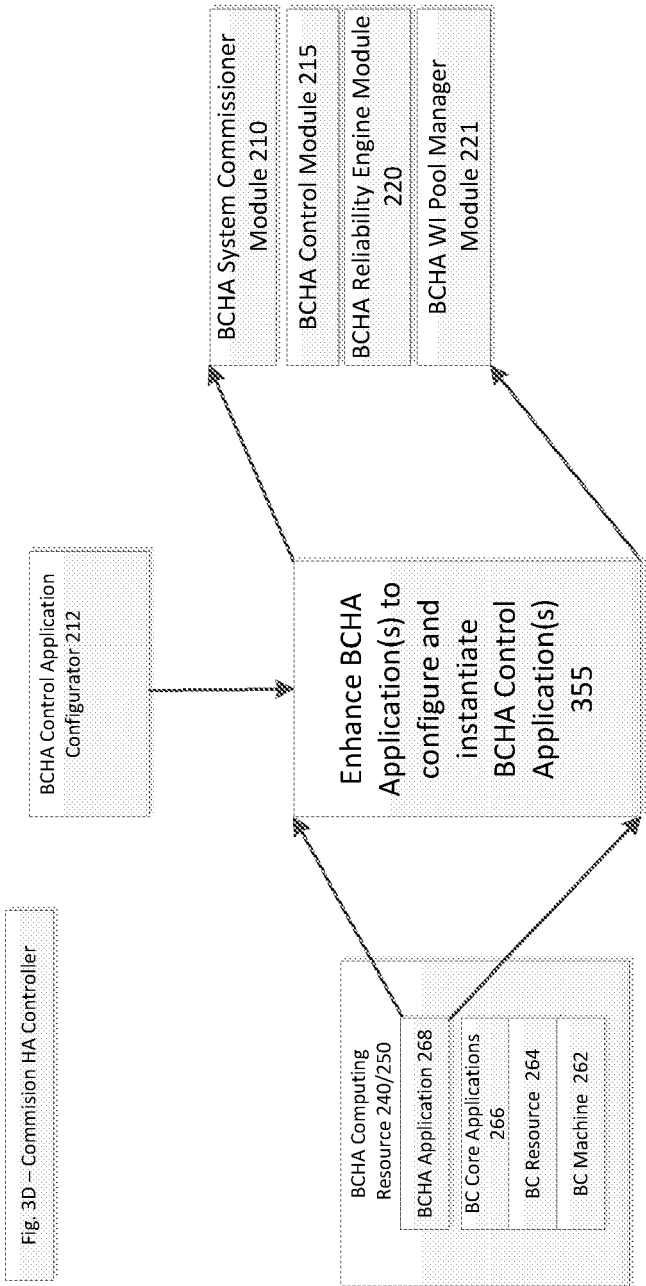 Fig. 3D – Commision HA Controller
BCHA Control Application
Configurator 212
BCHA Computing
Resource 240/250
BCHA Application 268
BC Core Applications
266
BC Resource 264
BC Machine 262
Enhance BCHA
Application(s) to
configure and
instantiate
BCHA Control
Application(s)
355
BCHA System Commissioner
Module 210
BCHA Control Module 215
BCHA Reliability Engine Module
220
BCHA WI Pool Manager
Module 221